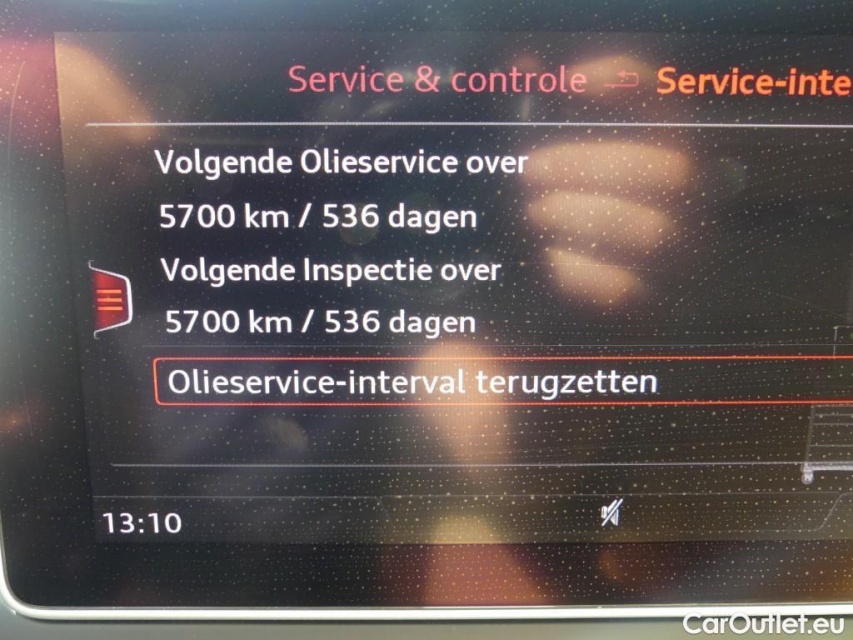 Service & controle Service-inte
Volgende Olieservice over
5700 km / 536 dagen
Volgende Inspectie over
5700 km / 536 dagen
Olieservice-interval terugzetten
13:10
CarOutlet.eu